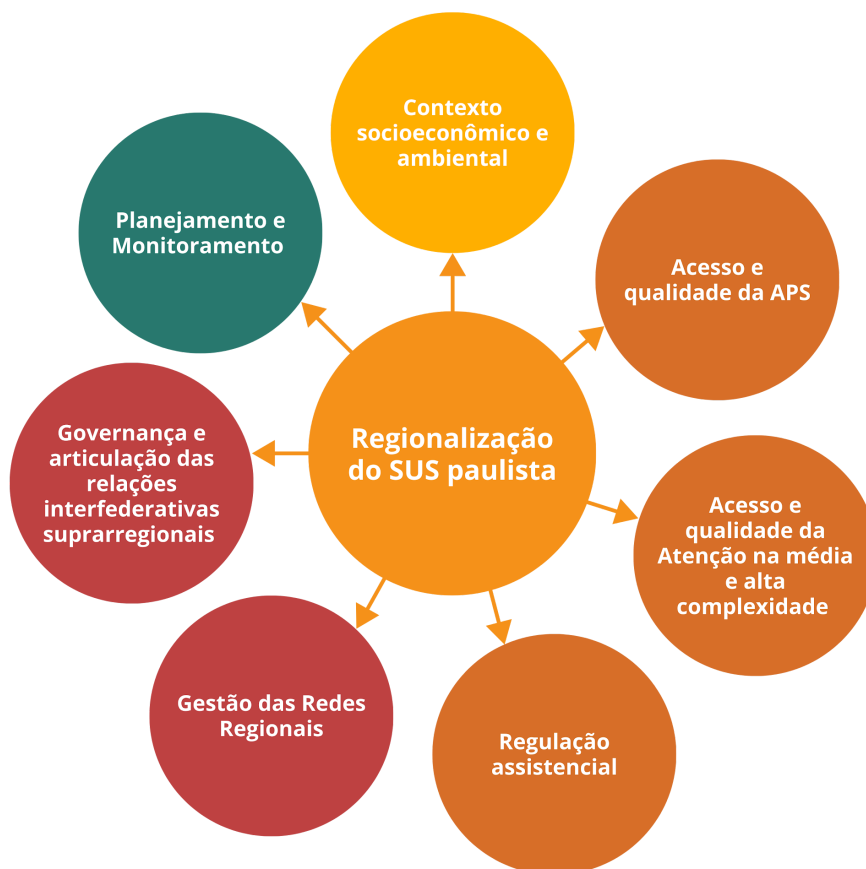 Contexto
socioeconômico e
ambiental
Planejamento e
Monitoramento
Acesso e
qualidade da APS
Regionalização
do SUS paulista
Governança e
articulação das
relações
interfederativas
suprarregionais
Acesso e
qualidade da
Atenção na média
e alta
complexidade
Gestão das Redes
Regionais
Regulação
assistencial